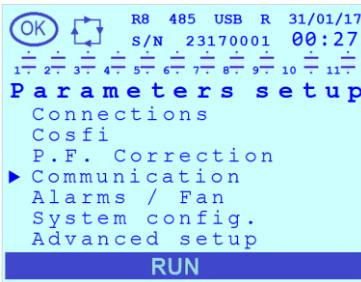 OK R8 485 USB R 31/01/17
S/N 23170001 00:27
1 2 3 4 5 6 7 8 9 10 11
Parameters setup
Connections
Cosfi
P.F. Correction
Communication
Alarms / Fan
System config.
Advanced setup
RUN